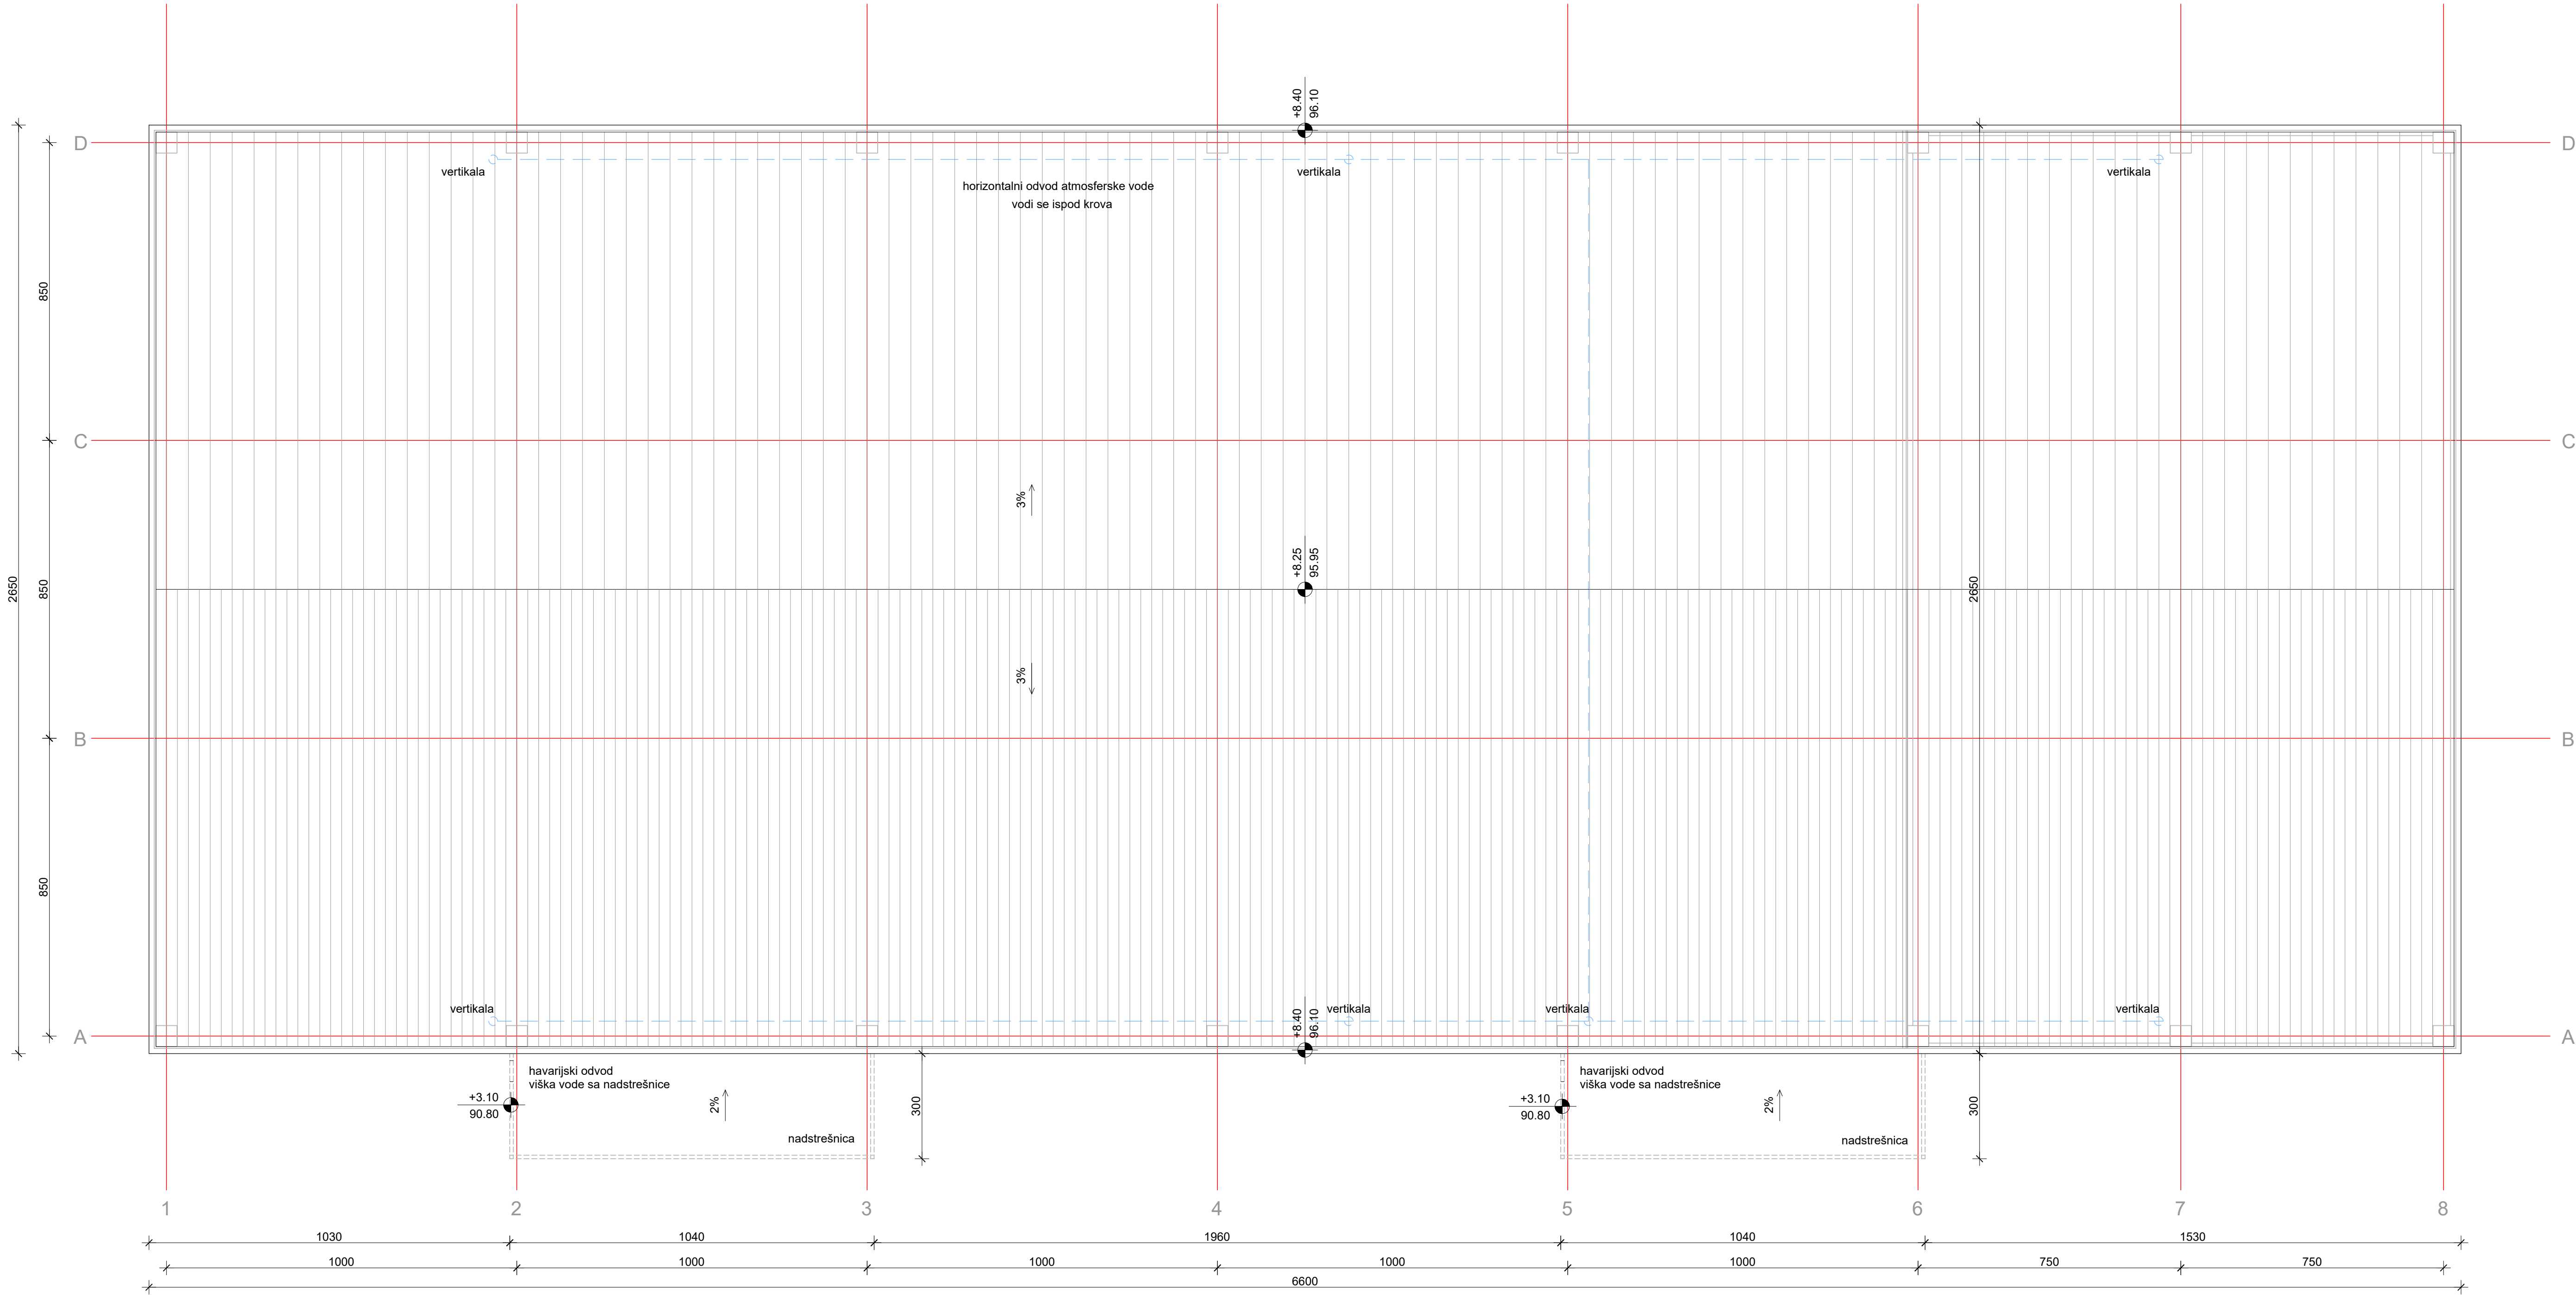 +8.40
96.10
D
D
vertikala
vertikala
vertikala
horizontalni odvod atmosferske vode
vodi se ispod krova
850
C
C
3%
+8.25
95.95
2650
850
2650
3%
B
B
850
vertikala
vertikala
vertikala
vertikala
+8.40
96.10
A
A
havarijski odvod
viška vode sa nadstrešnice
+3.10
90.80
2%
300
nadstrešnica
havarijski odvod
viška vode sa nadstrešnice
+3.10
90.80
2%
300
nadstrešnica
1
2
3
4
5
6
7
8
1030
1040
1960
1040
1530
1000
1000
1000
1000
1000
750
750
6600